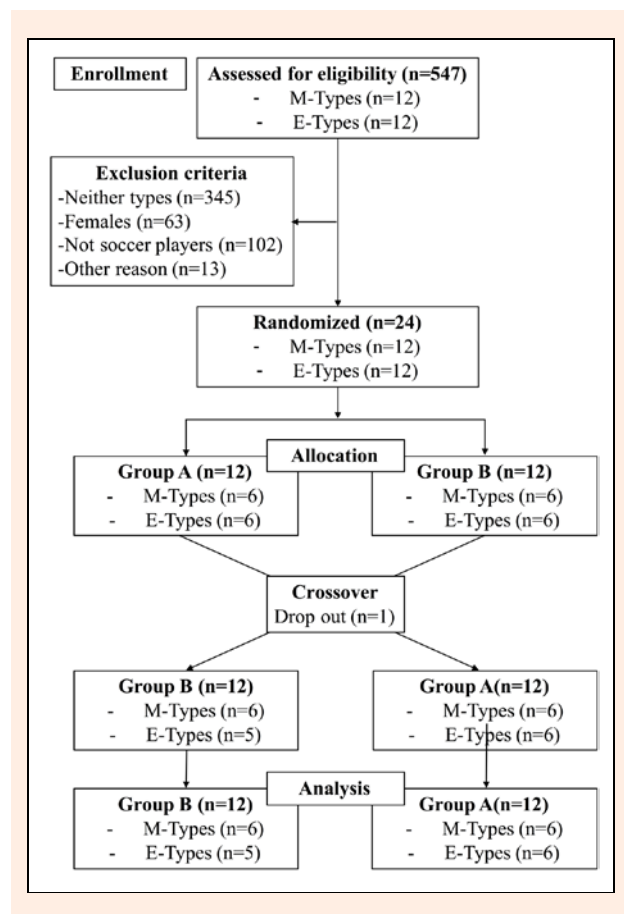 Enrollment
Assessed for eligibility (n=547)
- M-Types (n=12)
- E-Types (n=12)
Exclusion criteria
-Neither types (n=345)
-Females (n=63)
-Not soccer players (n=102)
-Other reason (n=13)
Randomized (n=24)
- M-Types (n=12)
- E-Types (n=12)
Allocation
Group A (n=12)
- M-Types (n=6)
- E-Types (n=6)
Group B (n=12)
- M-Types (n=6)
- E-Types (n=6)
Crossover
Drop out (n=1)
Group B (n=12)
- M-Types (n=6)
- E-Types (n=5)
Group A(n=12)
- M-Types (n=6)
- E-Types (n=6)
Analysis
Group B (n=12)
- M-Types (n=6)
- E-Types (n=5)
Group A(n=12)
- M-Types (n=6)
- E-Types (n=6)